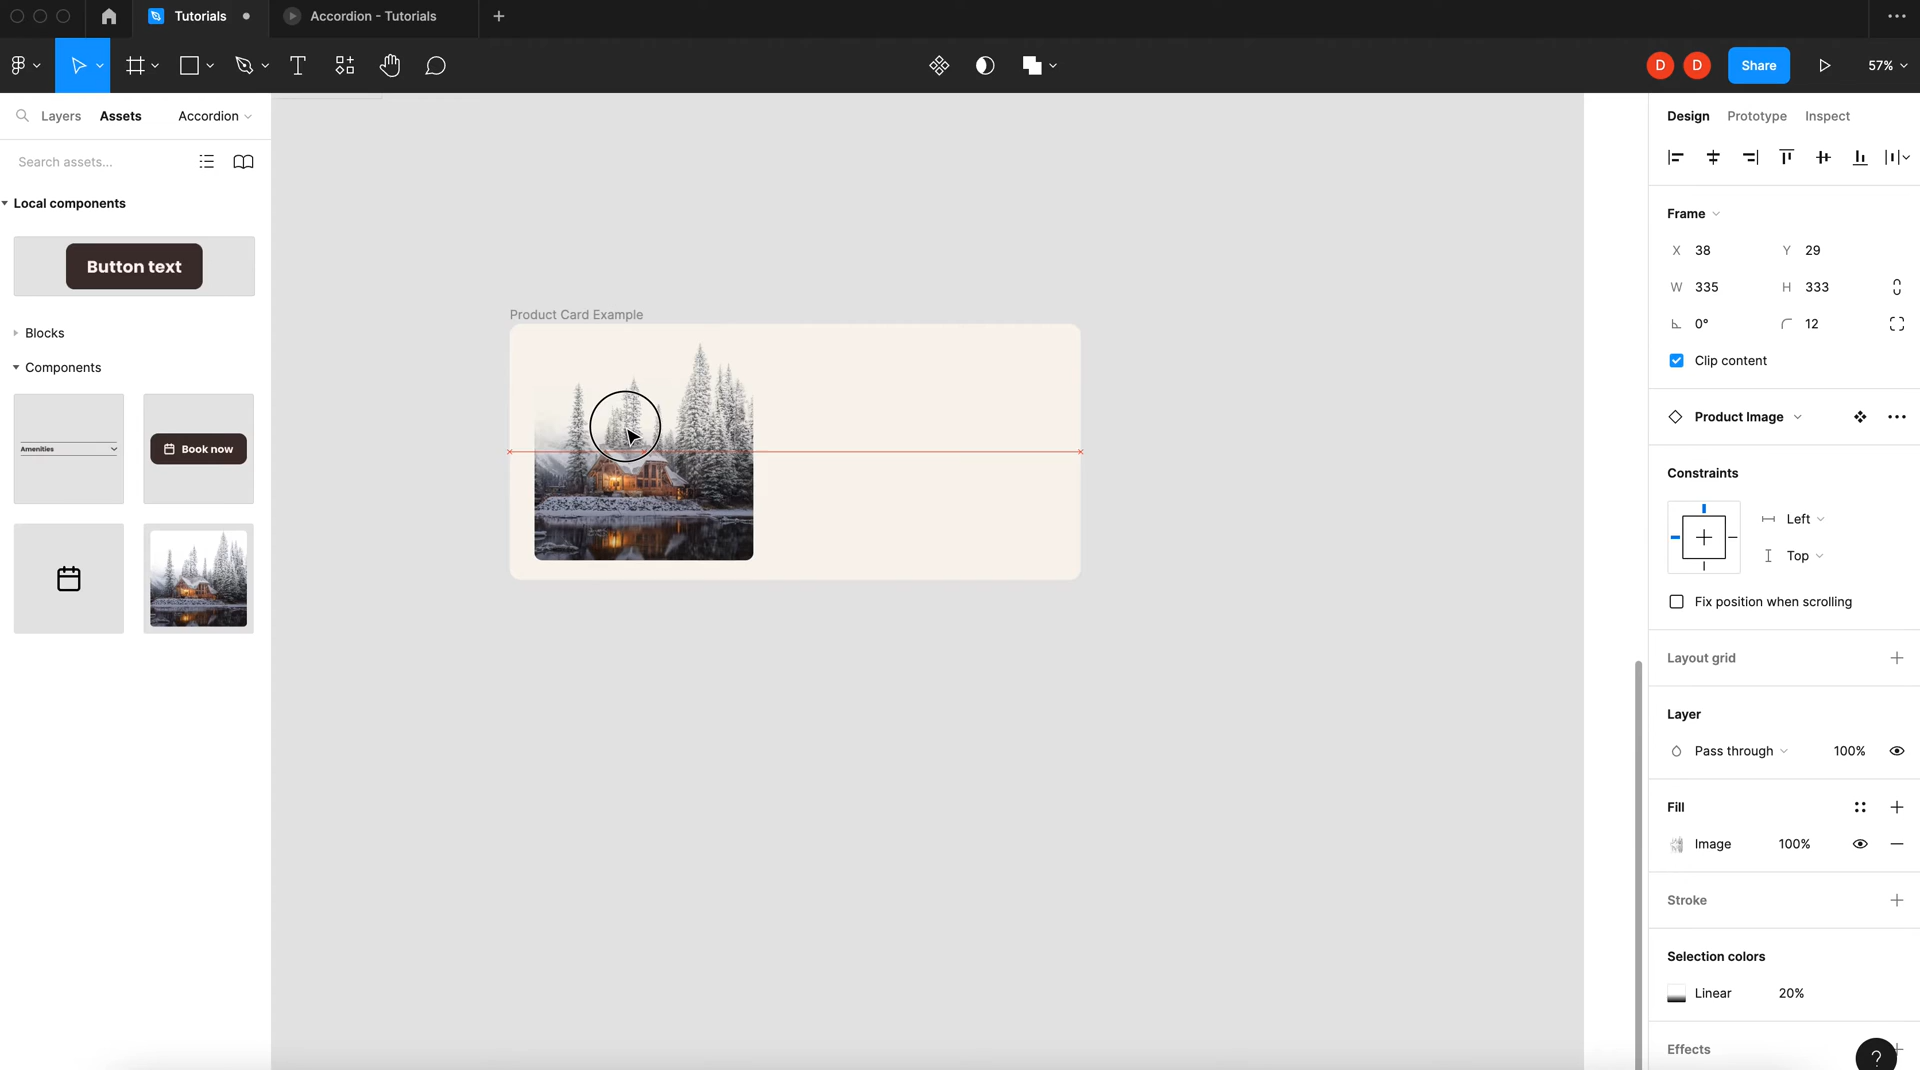 Tutorials
Accordion - Tutorials
D
D
Share
57%
Layers
Assets
Accordion
Search assets...
Local components
Button text
Blocks
Components
Amenities
Book now
Product Card Example
Design
Prototype
Inspect
Frame
X 38
Y 29
W 335
H 333
0°
12
Clip content
Product Image
Constraints
Left
Top
Fix position when scrolling
Layout grid
Layer
Pass through
100%
Fill
Image
100%
Stroke
Selection colors
Linear
20%
Effects
?